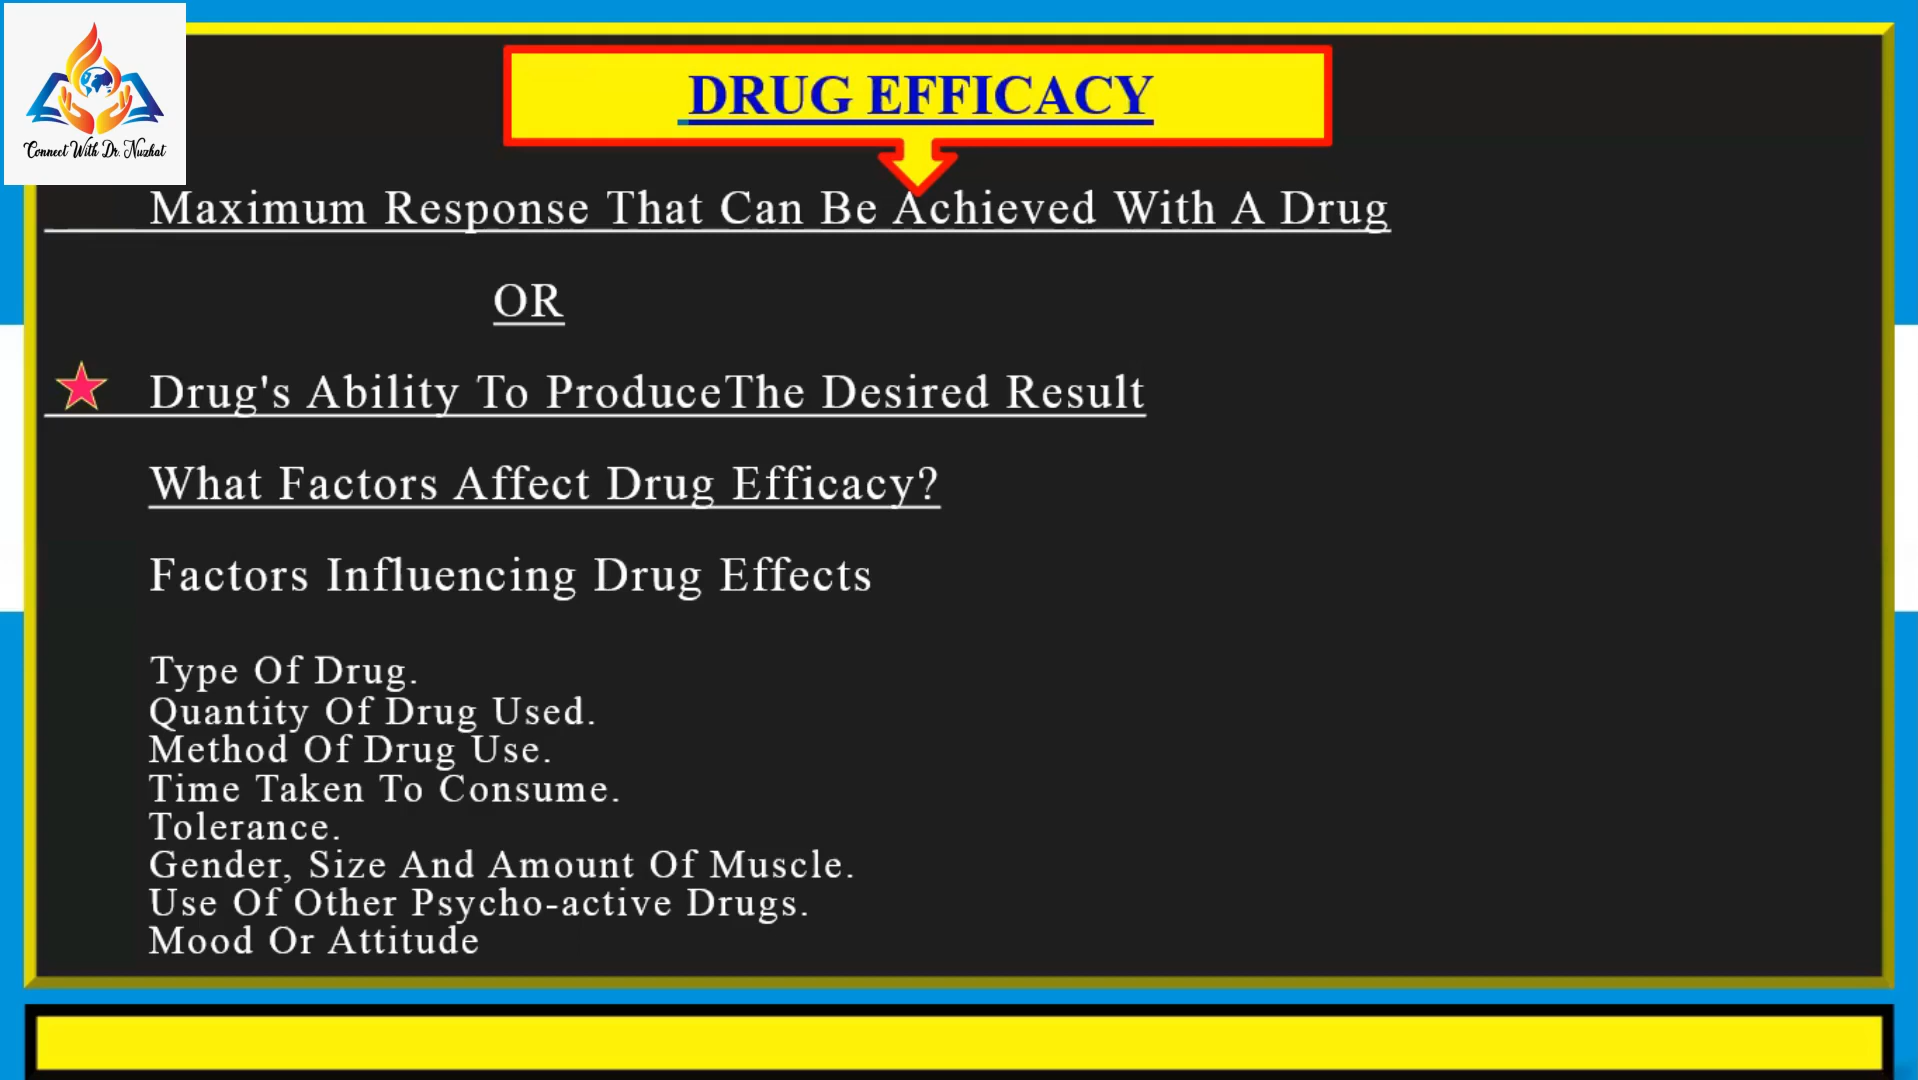 Connect With Dr. Nuzhat
DRUG EFFICACY
Maximum Response That Can Be Achieved With A Drug
OR
Drug's Ability To ProduceThe Desired Result
What Factors Affect Drug Efficacy?
Factors Influencing Drug Effects
Type Of Drug.
Quantity Of Drug Used.
Method Of Drug Use.
Time Taken To Consume.
Tolerance.
Gender, Size And Amount Of Muscle.
Use Of Other Psycho-active Drugs.
Mood Or Attitude